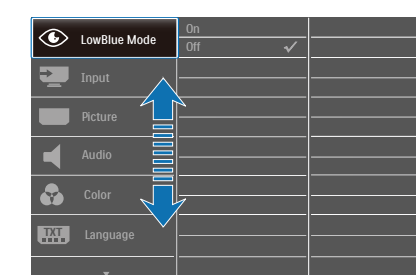 LowBlue Mode
On
Off
Input
Picture
Audio
Color
TXT
Language